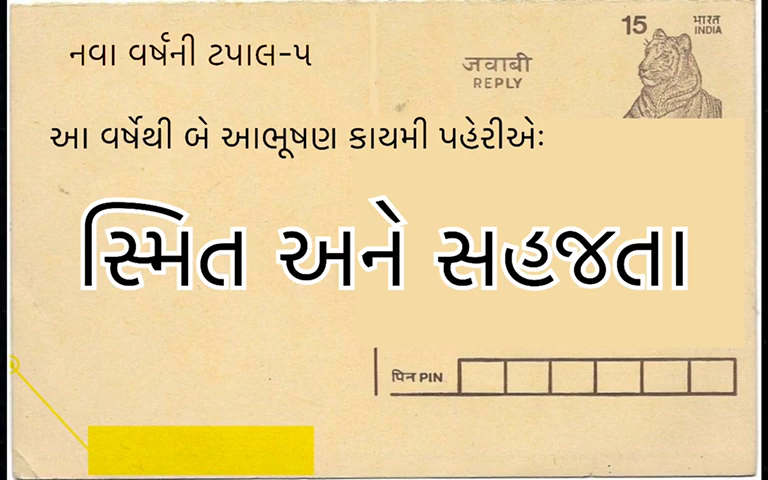 નવા વર્ષની ટપાલ-૫
15
भारत
INDIA
जवाबी
REPLY
આ વર્ષેથી બે આભૂષણ કાયમી પહેરીએઃ
સ્મિત અને સહજતા
पिन PIN